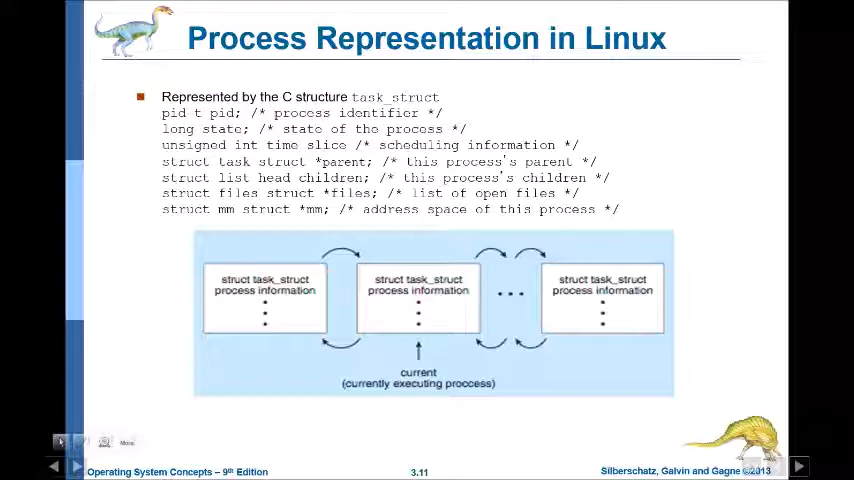 Process Representation in Linux
Represented by the C structure task_struct
pid t pid; /* process identifier */
long state; /* state of the process */
unsigned int time slice /* scheduling information */
struct task struct *parent; /* this process's parent */
struct list head children; /* this process's children */
struct files struct *files; /* list of open files */
struct mm struct *mm; /* address space of this process */
struct task_struct
process information
struct task_struct
process information
struct task_struct
process information
current
(currently executing proccess)
More
Operating System Concepts – 9th Edition
3.11
Silberschatz, Galvin and Gagne ©2013